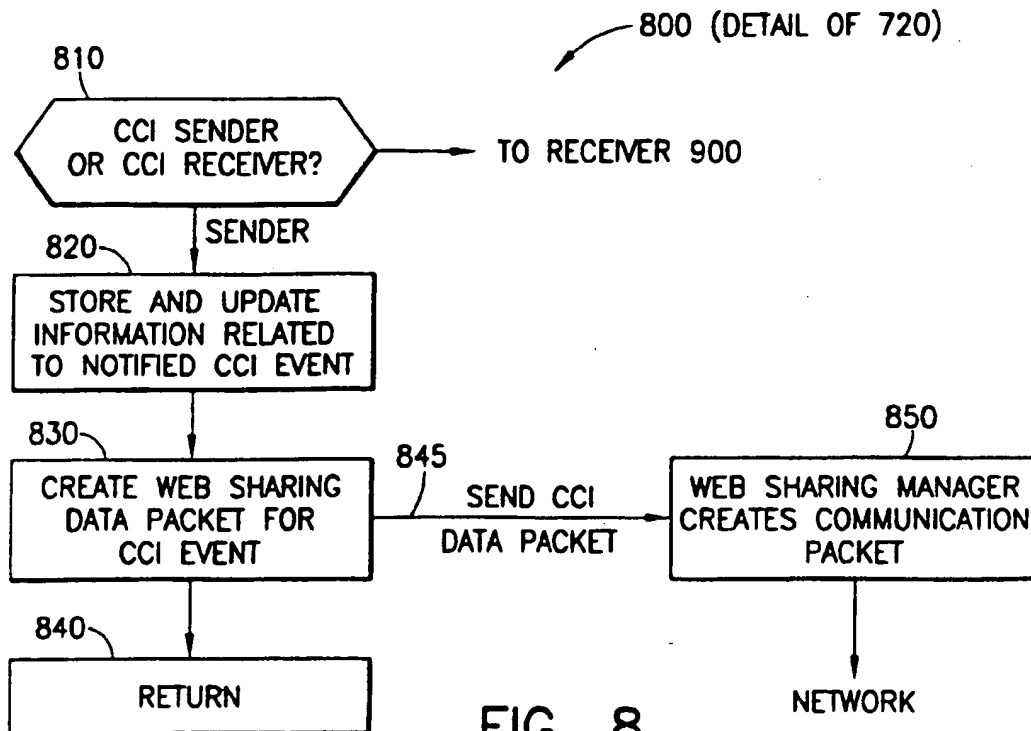 800 (DETAIL OF 720)
810
CCI SENDER
OR CCI RECEIVER?
TO RECEIVER 900
SENDER
820
STORE AND UPDATE
INFORMATION RELATED
TO NOTIFIED CCI EVENT
830
CREATE WEB SHARING
DATA PACKET FOR
CCI EVENT
845
SEND CCI
DATA PACKET
850
WEB SHARING MANAGER
CREATES COMMUNICATION
PACKET
840
RETURN
NETWORK
FIG. 8